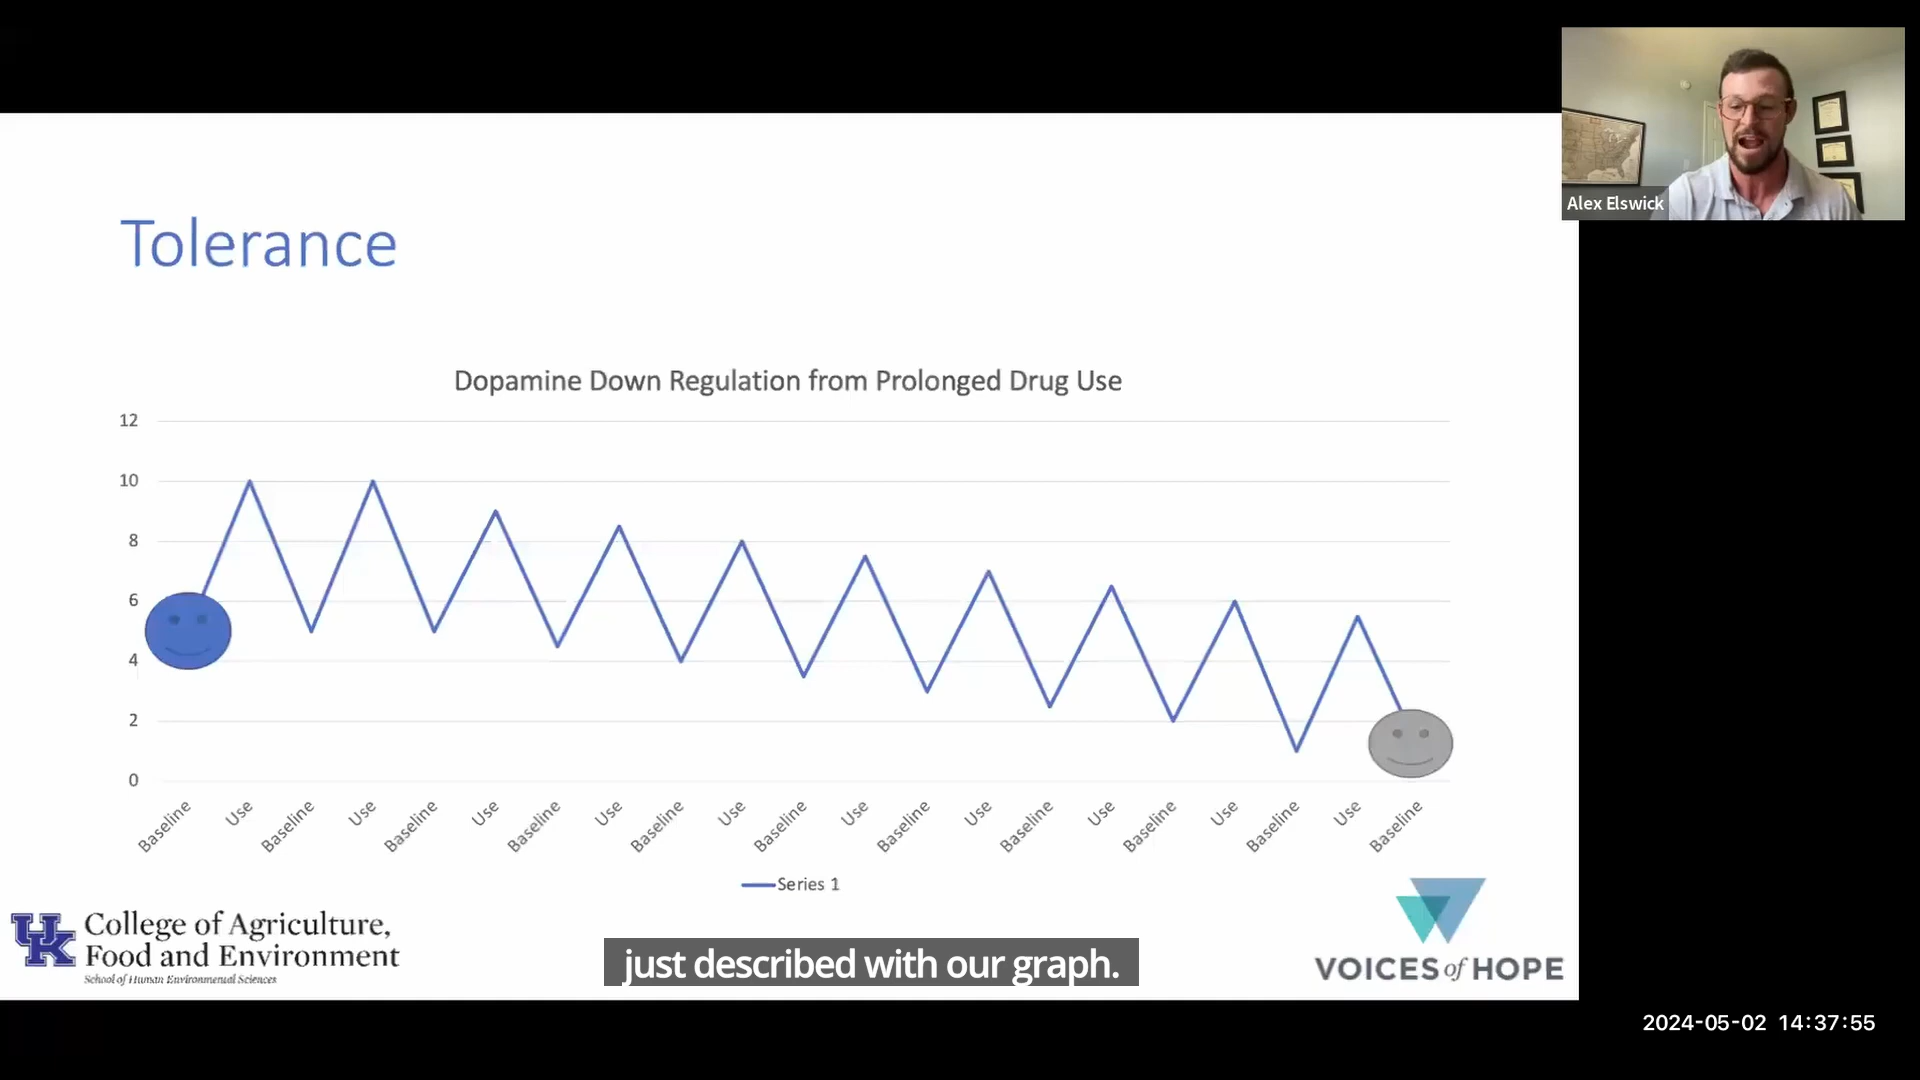 Alex Elswick
Tolerance
Dopamine Down Regulation from Prolonged Drug Use
12
10
8
6
4
2
0
Baseline Use Baseline Use Baseline Use Baseline Use Baseline Use Baseline Use Baseline Use Baseline Use Baseline Use Baseline Use Baseline
Series 1
UK
College of Agriculture,
Food and Environment
School of Human Environmental Sciences
just described with our graph.
VOICES of HOPE
2024-05-02 14:37:55